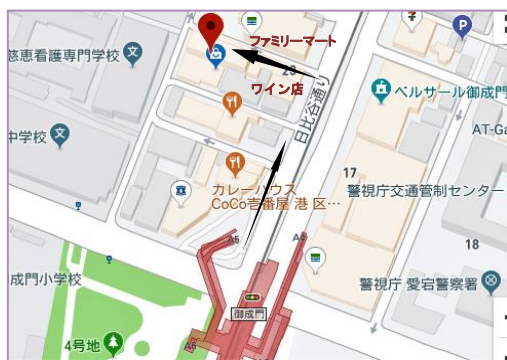 慈恵看護専門学校
ファミリーマート
23
ワイン店
日比谷通り
P
ベルサール御成門
AT-Ga
中学校
17
カレーハウス
CoCo壱番屋 港 区…
警視庁交通管制センター
18
A5
成門小学校
御成門
警視庁 愛宕警察署
4号地
A6